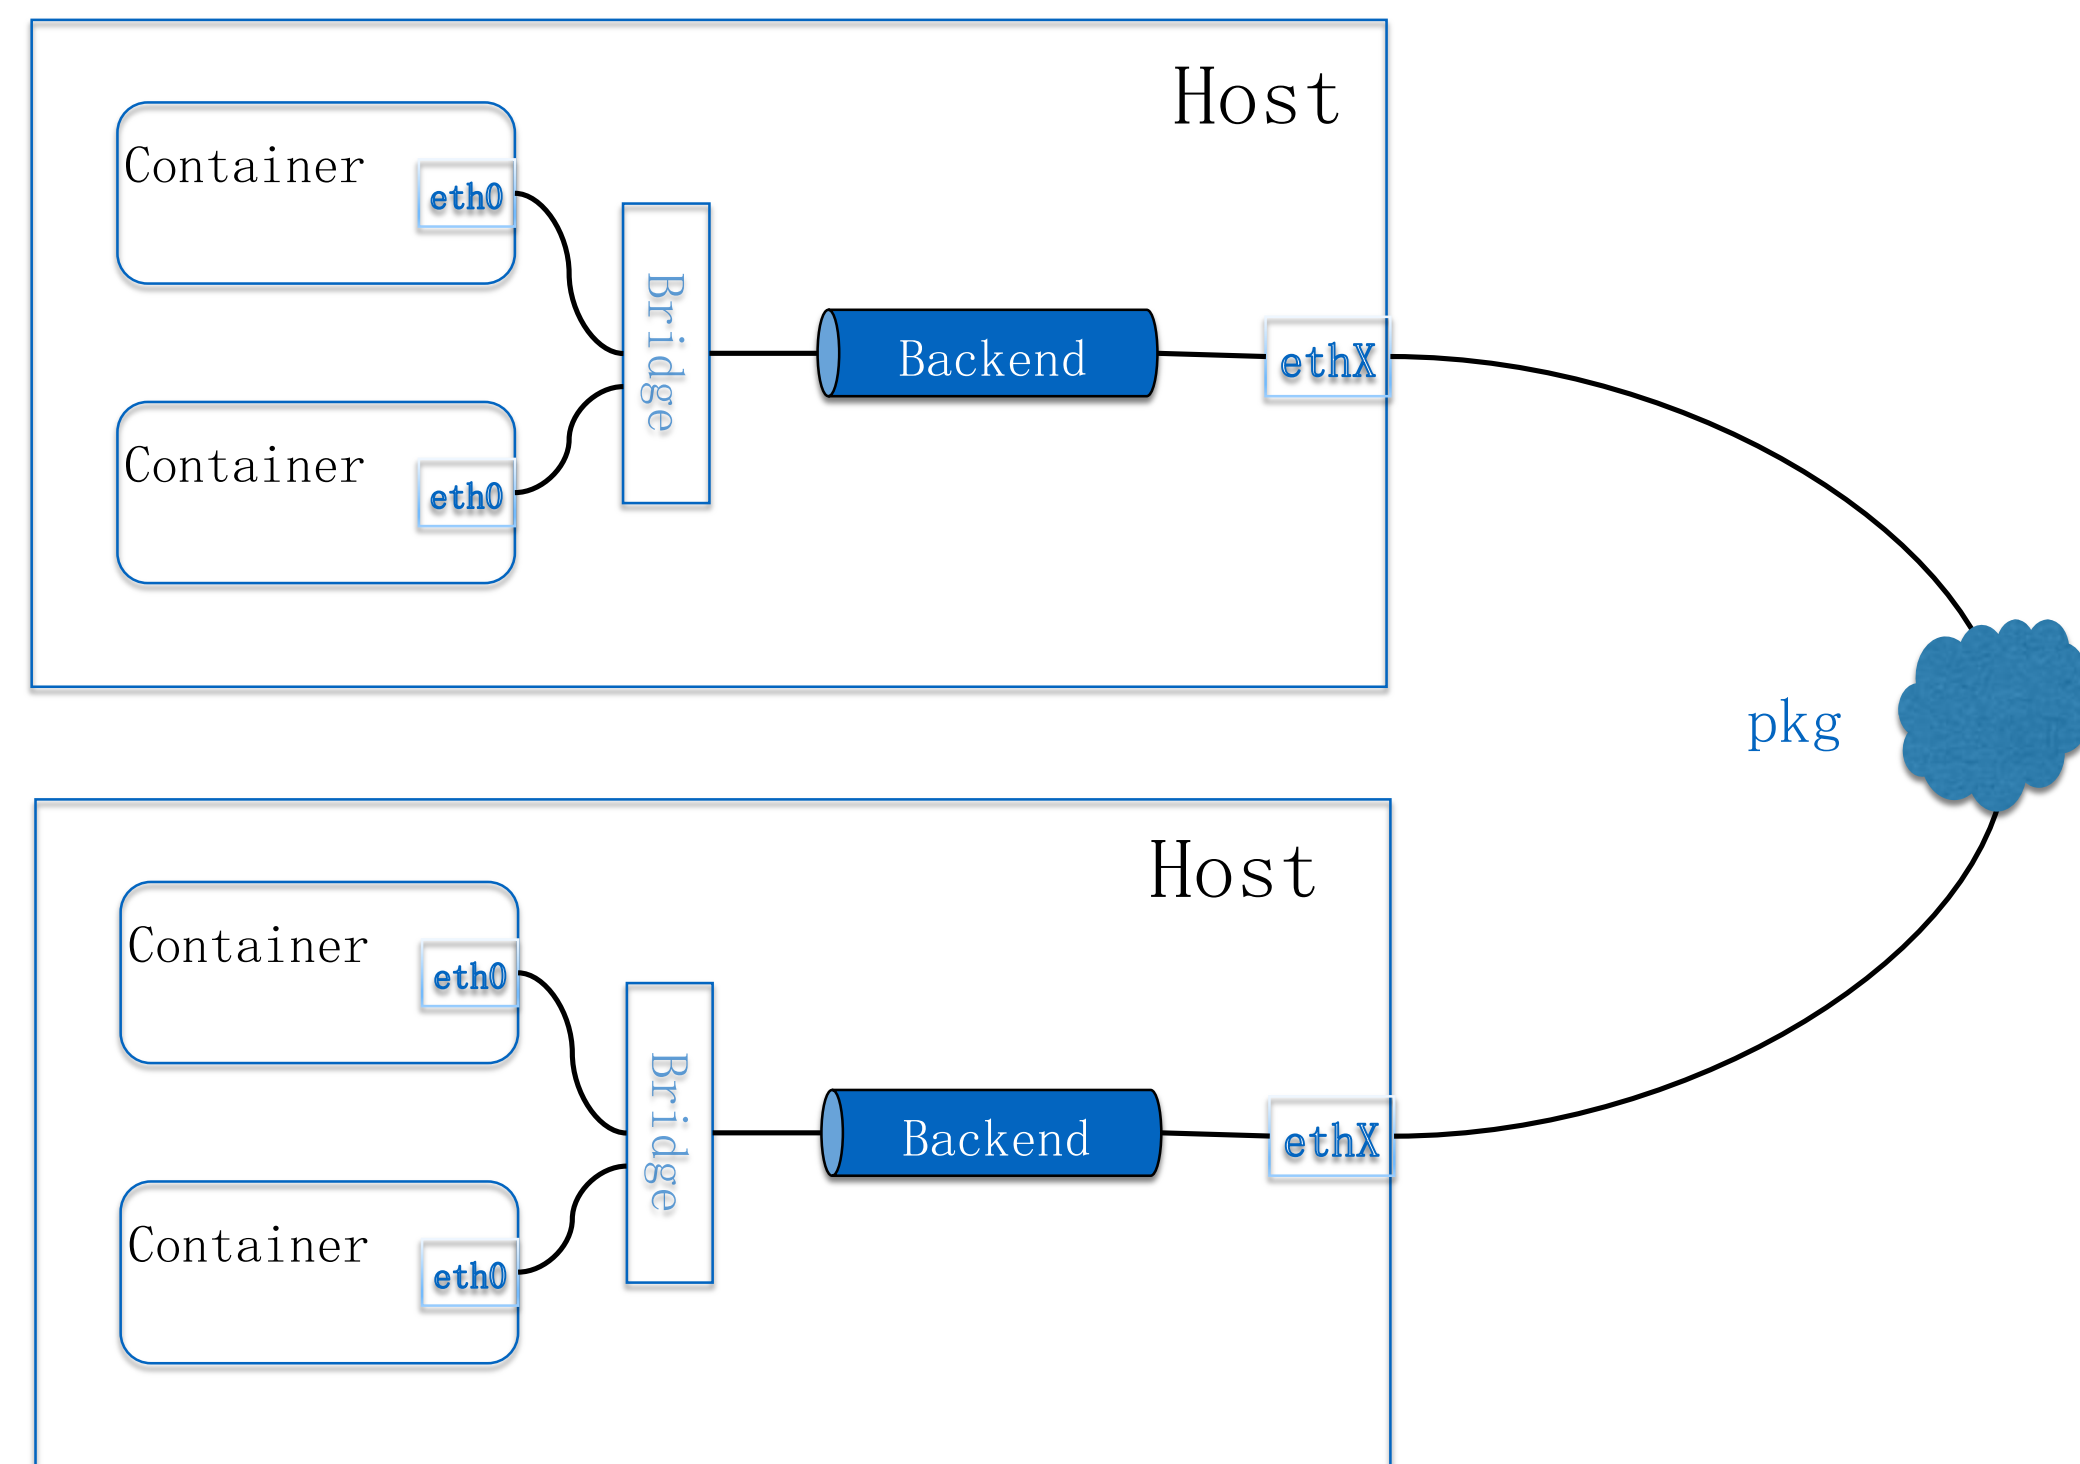 Host
Container
eth0
Bridge
Backend
ethX
Container
eth0
pkg
Host
Container
eth0
Bridge
Backend
ethX
Container
eth0